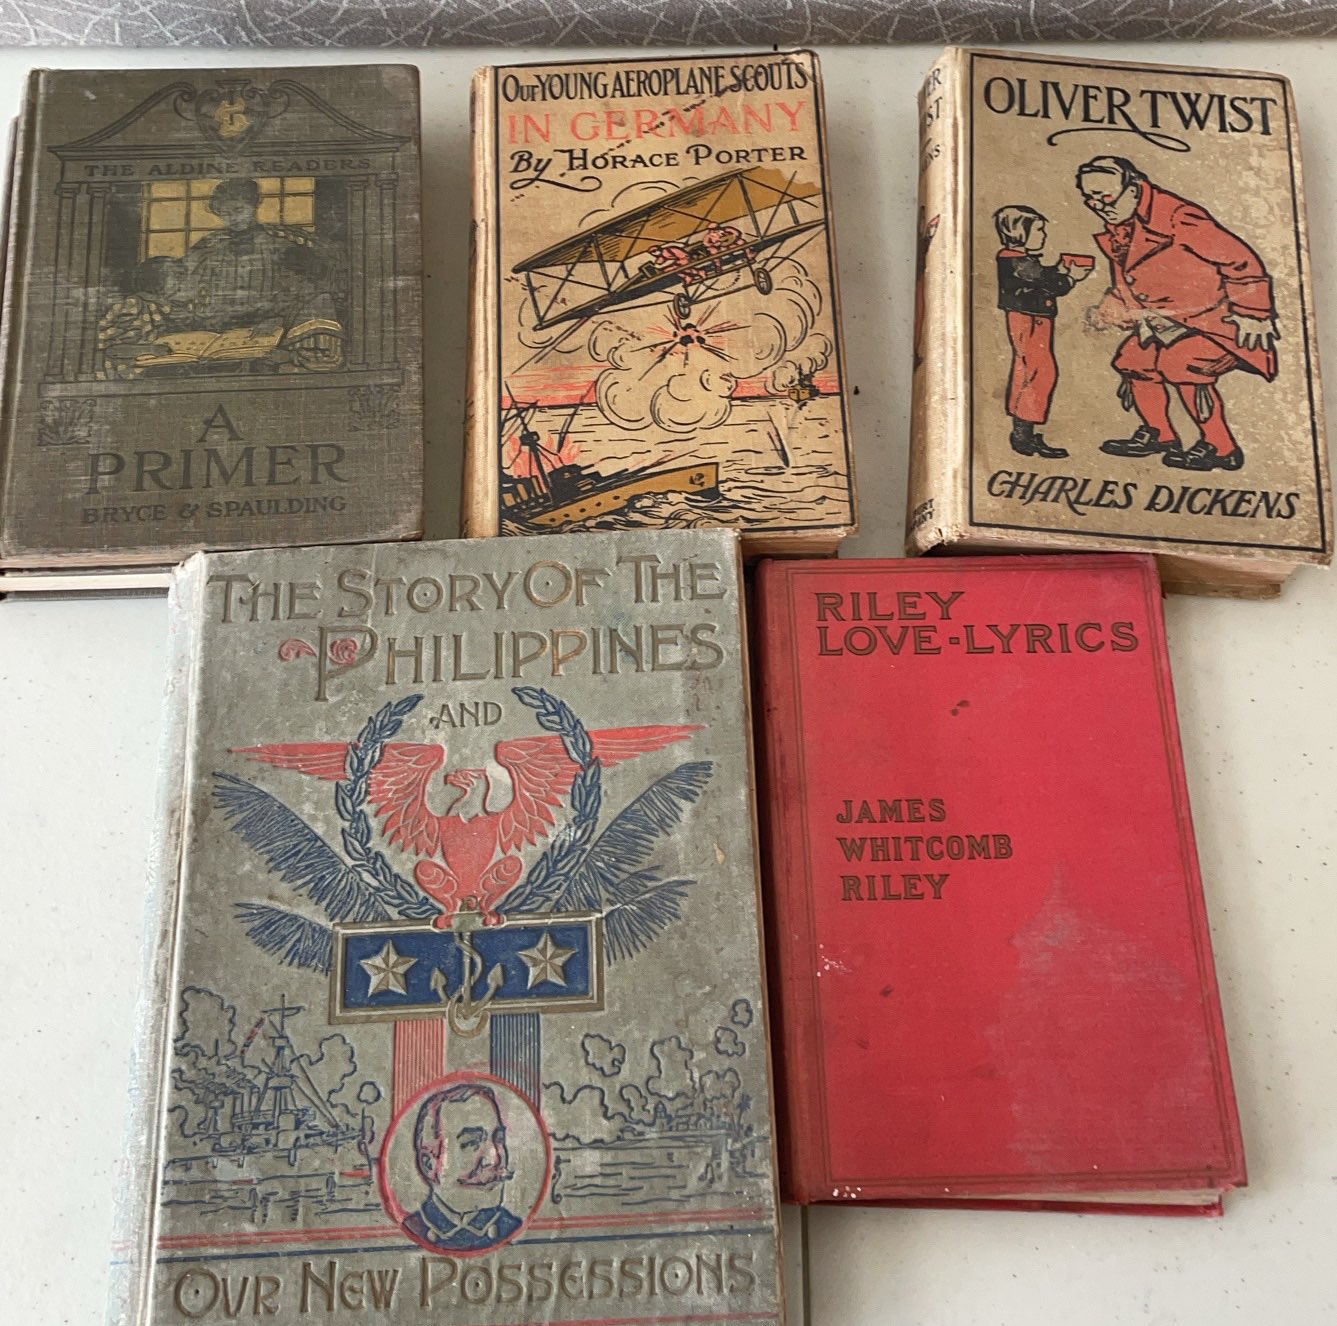 THE ALDINE READERS
A
PRIMER
BRYCE & SPAULDING
OUR YOUNG AEROPLANE SCOUTS
IN GERMANY
By HORACE PORTER
OLIVER TWIST
CHARLES DICKENS
THE STORY OF THE
PHILIPPINES
AND
OUR NEW POSSESSIONS
RILEY
LOVE-LYRICS
JAMES
WHITCOMB
RILEY